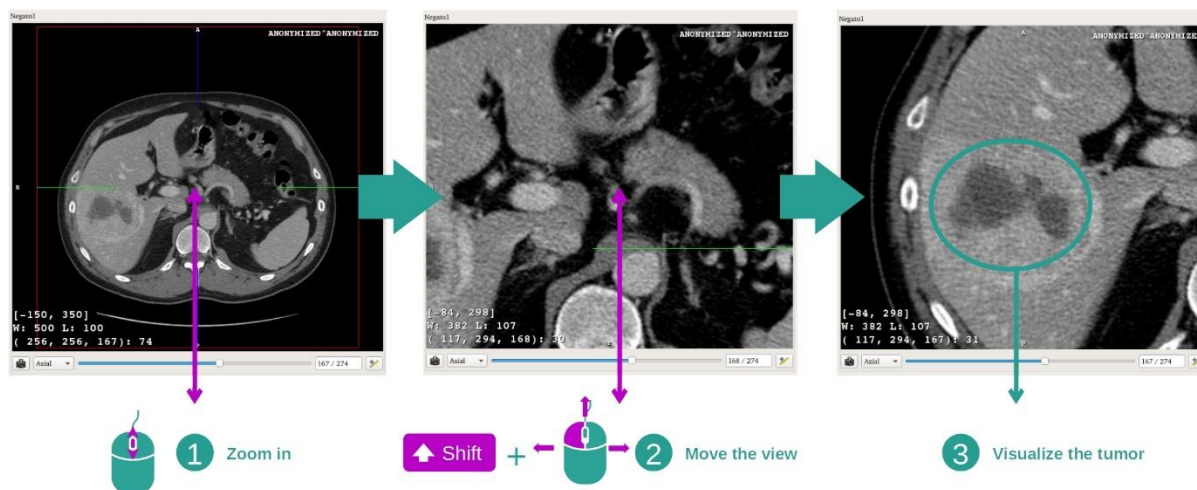 Negato1
A
ANONYMIZED^ANONYMIZED
R
[-150, 350]
W: 500 L: 100
( 256, 256, 167): 74
P
Axial
167 / 274
Negato1
A
ANONYMIZED^ANONYMIZED
[-84, 298]
W: 382 L: 107
( 117, 294, 168): 30
P
Axial
168 / 274
Negato1
A
ANONYMIZED^ANONYMIZED
[-84, 298]
W: 382 L: 107
( 117, 294, 167): 31
P
Axial
167 / 274
1 Zoom in
Shift + 2 Move the view
3 Visualize the tumor